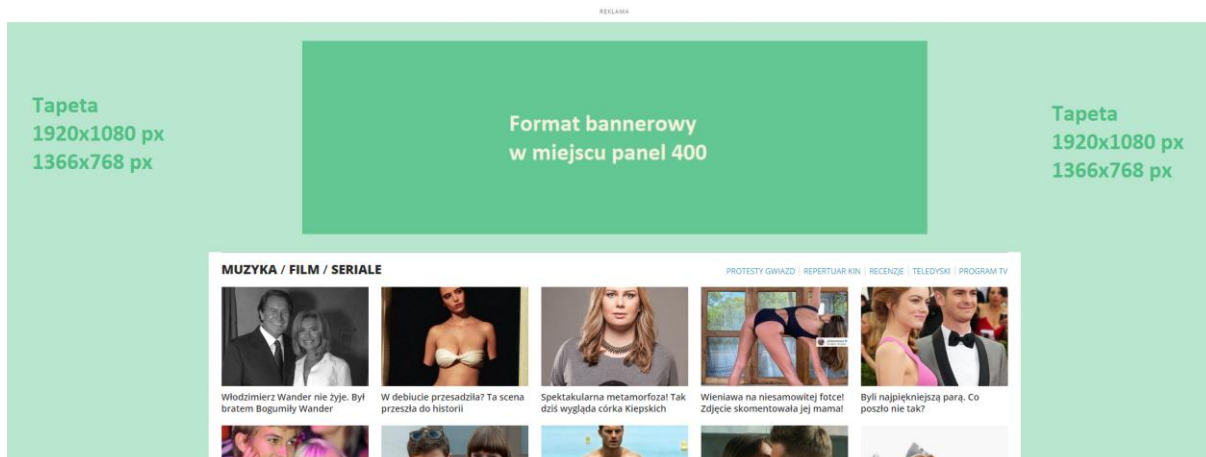 REKLAMA
Tapeta
1920x1080 px
1366x768 px
Format bannerowy
w miejscu panel 400
Tapeta
1920x1080 px
1366x768 px
MUZYKA / FILM / SERIALE
PROTESTY GWIAZD | REPERTUAR KIN | RECENZJE | TELEDYSKI | PROGRAM TV
Włodzimierz Wander nie żyje. Był
bratem Bogumiły Wander
W debiucie przesadziła? Ta scena
przeszła do historii
Spektakularna metamorfoza! Tak
dziś wygląda córka Kiepskich
Wieniawa na niesamowitej fotce!
Zdjęcie skomentowała jej mama!
Byli najpiękniejszą parą. Co
poszło nie tak?